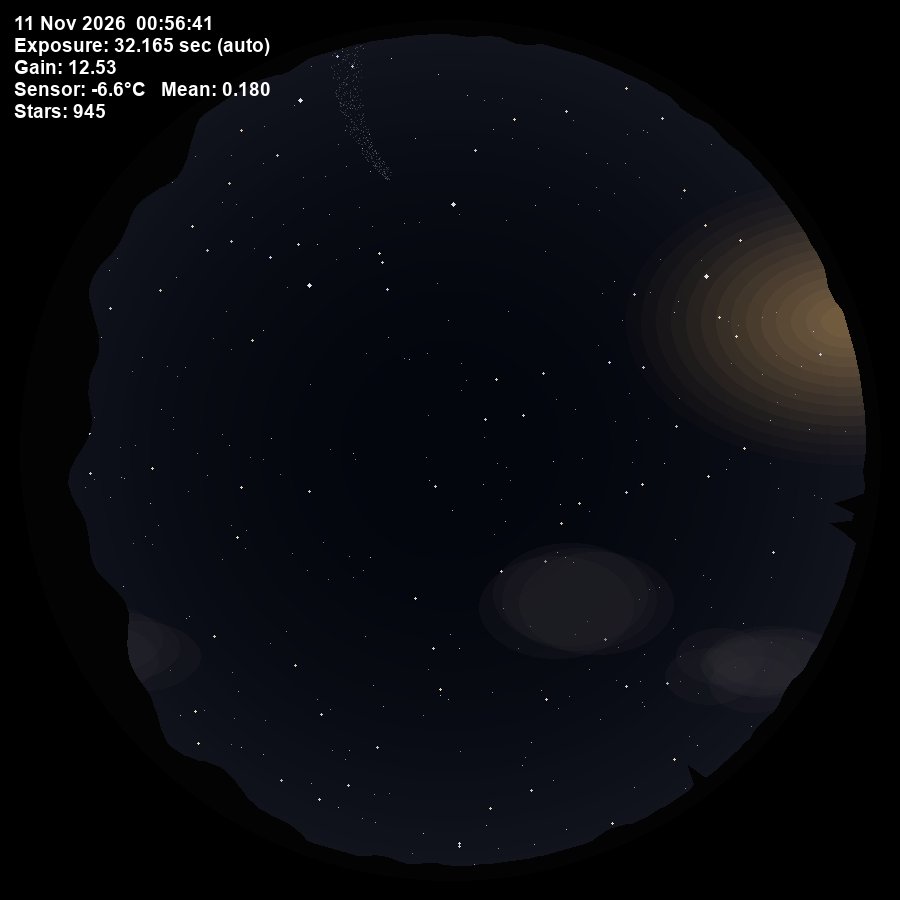 11 Nov 2026  00:56:41
Exposure: 32.165 sec (auto)
Gain: 12.53
Sensor: -6.6°C   Mean: 0.180
Stars: 945